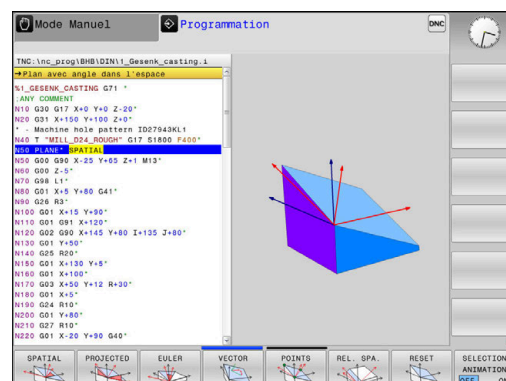 Mode Manuel
Programmation
DNC
TNC:\nc_prog\BHB\DIN\1_Gesenk_casting.i
→Plan avec angle dans l'espace
%1_GESENK_CASTING G71 *
;ANY COMMENT
N10 G30 G17 X+0 Y+0 Z-20*
N20 G31 X+150 Y+100 Z+0*
* - Machine hole pattern ID27943KL1
N40 T "MILL_D24_ROUGH" G17 S1800 F400*
N50 PLANE* SPATIAL
N50 G00 G90 X-25 Y+65 Z+1 M13*
N60 G00 Z-5*
N70 G98 L1*
N80 G01 X+5 Y+80 G41*
N90 G26 R3*
N100 G01 X+15 Y+90*
N110 G01 G91 X+120*
N120 G02 G90 X+145 Y+80 I+135 J+80*
N130 G01 Y+50*
N140 G25 R20*
N150 G01 X+130 Y+5*
N160 G01 X+100*
N170 G03 X+50 Y+12 R+30*
N180 G01 X+5*
N190 G24 R10*
N200 G01 Y+80*
N210 G27 R10*
N220 G01 X-20 Y+90 G40*
SPATIAL
PROJECTED
EULER
VECTOR
POINTS
REL. SPA.
RESET
SELECTION
ANIMATION
OFF